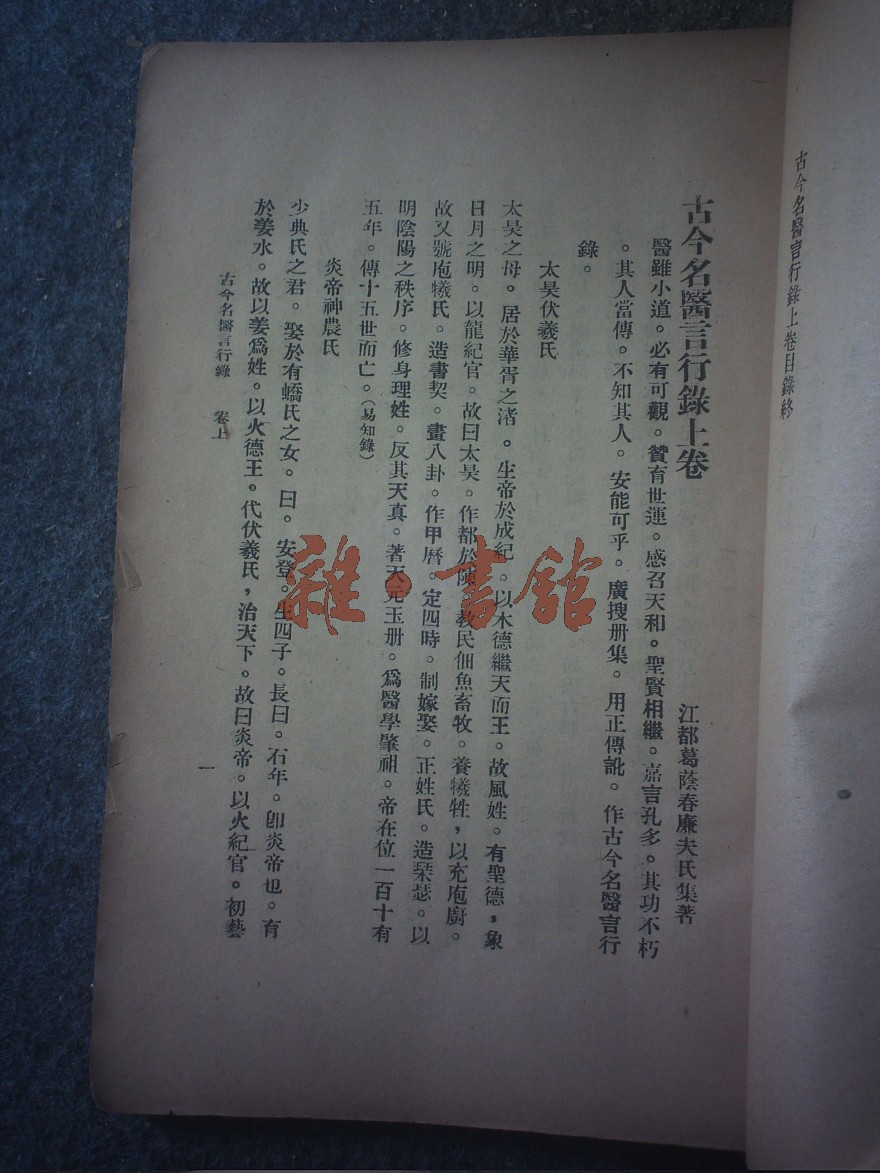 古今名醫言行錄上卷目錄終
古今名醫言行錄上卷
江都葛蔭春廉夫氏集著
醫雖小道。必有可觀。贊育世運。感召天和。聖賢相繼。嘉言孔多。其功不朽
。其人當傳。不知其人。安能可乎。廣搜册集。用正傳訛。作古今名醫言行
錄。
太昊伏羲氏
太昊之母。居於華胥之渚。生帝於成紀。以木德繼天而王。故風姓。有聖德，象
日月之明。以龍紀官。故曰太昊。作都於陳。教民佃魚畜牧。養犧牲，以充庖廚。
故又號庖犧氏。造書契。畫八卦。作甲曆。定四時。制嫁娶。正姓氏。造琹瑟。以
明陰陽之秩序。修身理姓。反其天真。著天元玉册。爲醫學肇祖。帝在位一百十有
五年。傳十五世而亡。(易知錄)
炎帝神農氏
少典氏之君。娶於有蟜氏之女。曰。安登。生四子。長曰。石年。卽炎帝也。育
於姜水。故以姜爲姓。以火德王。代伏羲氏，治天下。故曰炎帝。以火紀官。初藝
古今名醫言行錄 卷上
一
雜·書館